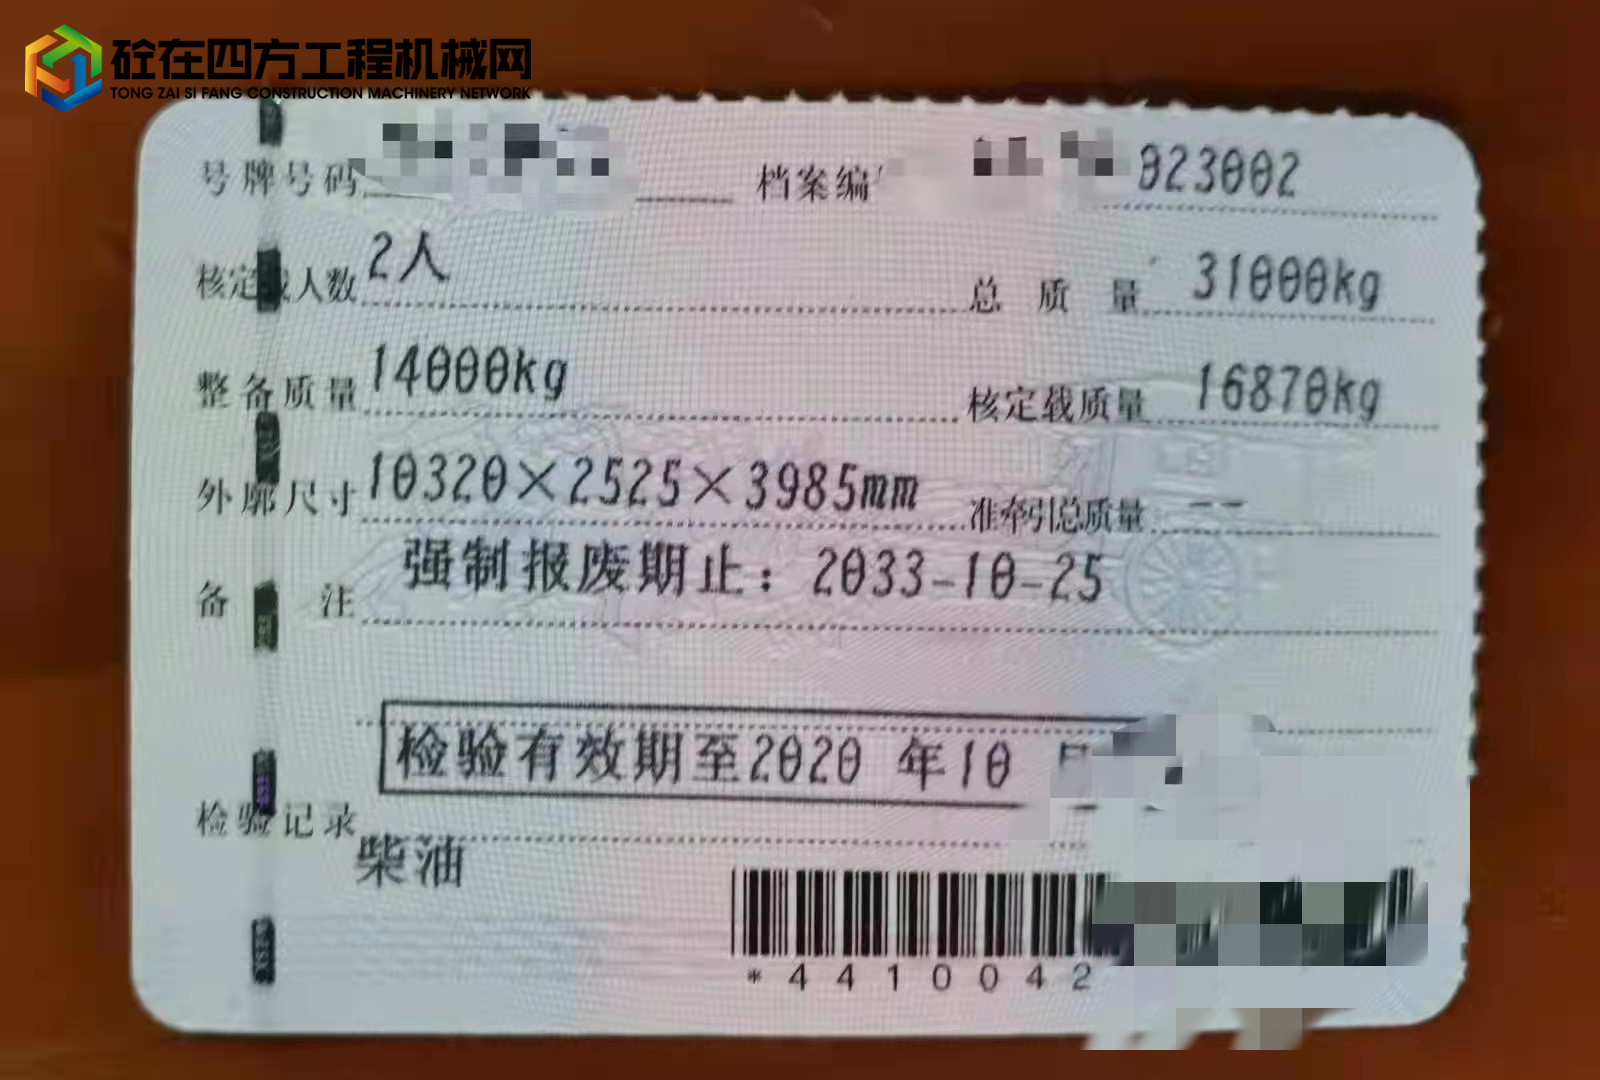 砼在四方工程机械网
TONG ZAI SI FANG CONSTRUCTION MACHINERY NETWORK
号牌号码 档案编 023002
核定载人数 2人 总质量 31000kg
整备质量 14000kg 核定载质量 16870kg
外廓尺寸 10320×2525×3985mm 准牵引总质量 --
备注 强制报废期止：2033-10-25
检验有效期至2020 年10 月
检验记录
柴油
*4410042